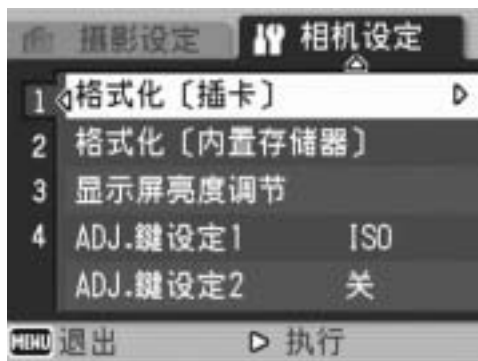 摄影设定 相机设定
1 格式化〔插卡〕
2 格式化〔内置存储器〕
3 显示屏亮度调节
4 ADJ.鍵设定1 ISO
ADJ.鍵设定2 关
MENU 退出 执行